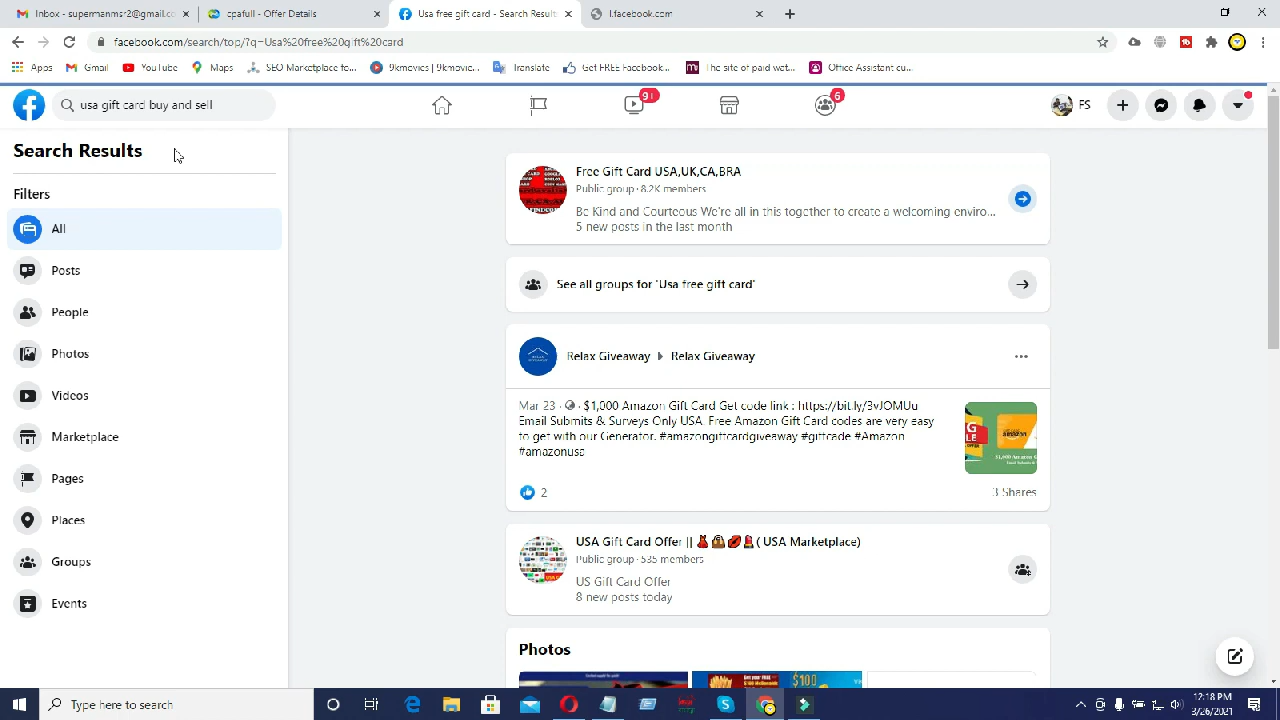 Inbox - supermanmsr2@gmail.co
cpafull - Offer Details
Usa free gift card - Search Results
l.facebook.com
facebook.com/search/top/?q=Usa%20free%20gift%20card
Apps
Gmail
YouTube
Maps
SEO Marketplace fo...
9kmovies | 9kmovic...
Translate
Get FREE Facebook...
The site of paid wat...
Office Assistant cu...
usa gift card buy and sell
9+
6
FS
Search Results
Filters
All
Posts
People
Photos
Videos
Marketplace
Pages
Places
Groups
Events
Free Gift Card USA,UK,CA,BRA
Public group · 8.2K members
Be Kind and Courteous We're all in this together to create a welcoming enviro...
5 new posts in the last month
See all groups for 'Usa free gift card'
Relax Giveaway ▶ Relax Giveaway
Mar 23 · $1,000 Amazon Gift Card Get code link : https://bit.ly/3vJOMUu
Email Submits & Surveys Only USA. Free Amazon Gift Card codes are very easy
to get with our Generator. #amazongiftcardgiveaway #giftcade #Amazon
#amazonusa
2
3 Shares
USA Gift Card Offer || 👗👜💋💄( USA Marketplace)
Public group · 535 members
US Gift Card Offer
8 new posts today
Photos
$100
Type here to search
12:18 PM
3/26/2021